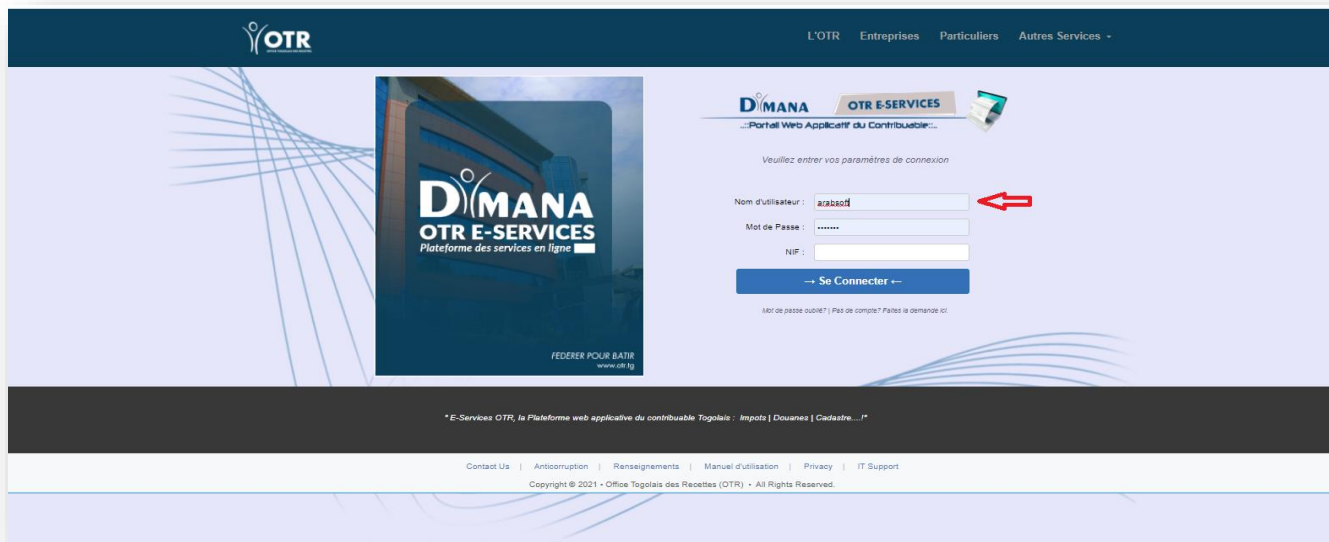 OTR
L'OTR Entreprises Particuliers Autres Services
DYMANA
OTR E-SERVICES
Plateforme des services en ligne
FEDERER POUR BATIR
www.otr.tg
DYMANA OTR E-SERVICES
..::Portail Web Applicatif du Contribuable::..
Veuillez entrer vos paramètres de connexion
Nom d'utilisateur : arabsoft
Mot de Passe : •••••••
NIF :
→ Se Connecter ←
Mot de passe oublié? | Pas de compte? Faites la demande ici.
" E-Services OTR, la Plateforme web applicative du contribuable Togolais : Impots | Douanes | Cadastre....!"
Contact Us | Anticorruption | Renseignements | Manuel d'utilisation | Privacy | IT Support
Copyright © 2021 • Office Togolais des Recettes (OTR) • All Rights Reserved.